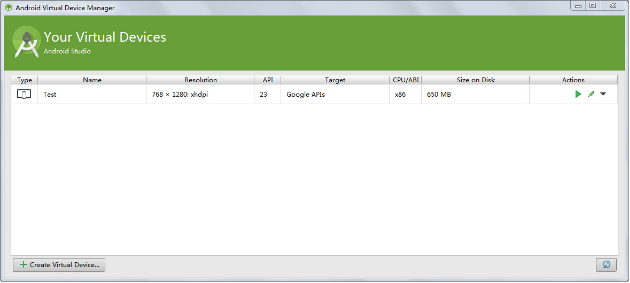 Android Virtual Device Manager
Your Virtual Devices
Android Studio
Type Name Resolution API Target CPU/ABI Size on Disk Actions
Test 768 × 1280: xhdpi 23 Google APIs x86 650 MB
Create Virtual Device...